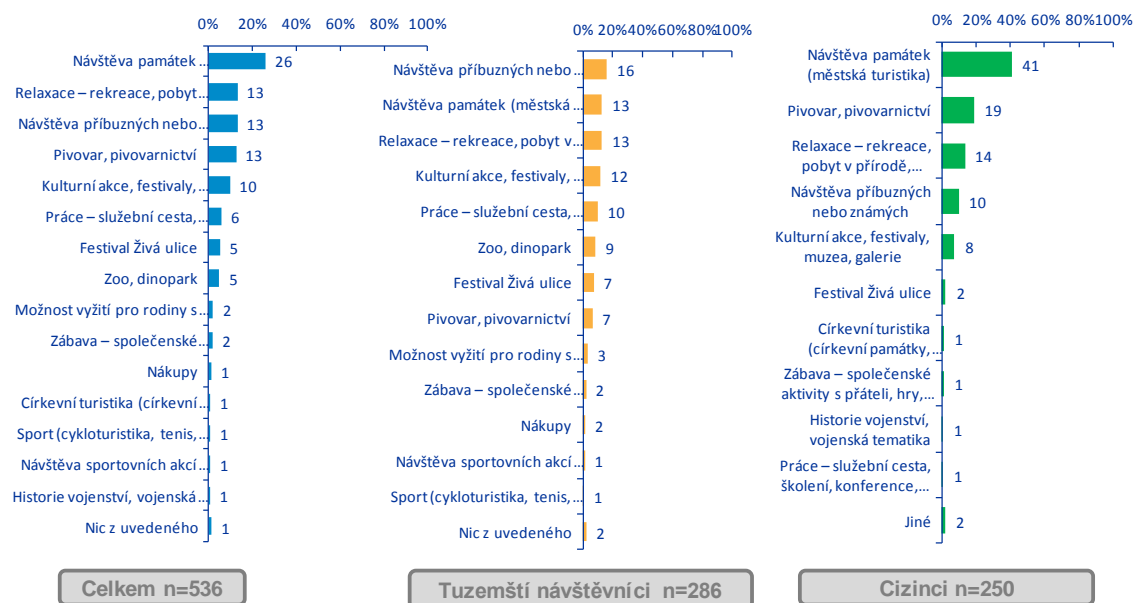 0% 20% 40% 60% 80% 100%
Návštěva památek … 26
Relaxace – rekreace, pobyt … 13
Návštěva příbuzných nebo … 13
Pivovar, pivovarnictví 13
Kulturní akce, festivaly, … 10
Práce – služební cesta, … 6
Festival Živá ulice 5
Zoo, dinopark 5
Možnost vyžití pro rodiny s … 2
Zábava – společenské … 2
Nákupy 1
Církevní turistika (církevní … 1
Sport (cykloturistika, tenis, … 1
Návštěva sportovních akcí 1
Historie vojenství, vojenská … 1
Nic z uvedeného 1
Celkem n=536
0% 20% 40% 60% 80% 100%
Návštěva příbuzných nebo … 16
Návštěva památek (městská … 13
Relaxace – rekreace, pobyt v … 13
Kulturní akce, festivaly, … 12
Práce – služební cesta, … 10
Zoo, dinopark 9
Festival Živá ulice 7
Pivovar, pivovarnictví 7
Možnost vyžití pro rodiny s … 3
Zábava – společenské … 2
Nákupy 2
Návštěva sportovních akcí 1
Sport (cykloturistika, tenis, … 1
Nic z uvedeného 2
Tuzemští návštěvníci n=286
0% 20% 40% 60% 80% 100%
Návštěva památek
(městská turistika) 41
Pivovar, pivovarnictví 19
Relaxace – rekreace,
pobyt v přírodě,… 14
Návštěva příbuzných
nebo známých 10
Kulturní akce, festivaly,
muzea, galerie 8
Festival Živá ulice 2
Církevní turistika
(církevní památky, … 1
Zábava – společenské
aktivity s přáteli, hry,… 1
Historie vojenství,
vojenská tematika 1
Práce – služební cesta,
školení, konference,… 1
Jiné 2
Cizinci n=250